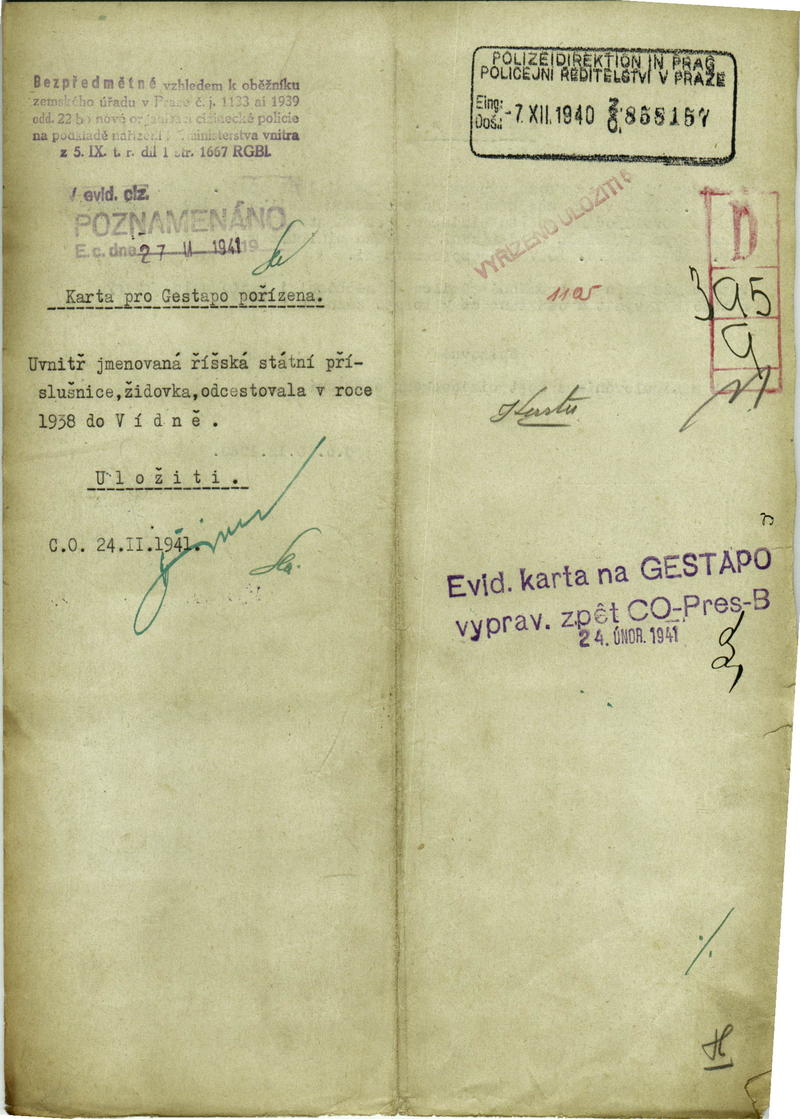 Bezpředmětné vzhledem k oběžníku
zemského úřadu v Praze č. j. 1133 ai 1939
odd. 22 b o nové organisaci cizinecké policie
na podkladě nařízení ministerstva vnitra
z 5. IX. t. r. díl I str. 1667 RGBl.
evid. ciz.
POZNAMENÁNO
E. c. dne 27 II 1941 19
Karta pro Gestapo pořízena.
Uvnitř jmenovaná říšská státní pří-
slušnice,židovka,odcestovala v roce
1938 do V í d n ě .
U l o ž i t i .
C.O. 24.II.1941.
POLIZEIDIREKTION IN PRAG
POLICEJNÍ ŘEDITELSTVÍ V PRAZE
Eing.:
Doš.: -7. XII. 1940
858157
VYŘÍZENO ULOŽITI
D
395
9
Evid. karta na GESTAPO
vyprav. zpět CO-Pres-B
24. ÚNOR. 1941
H